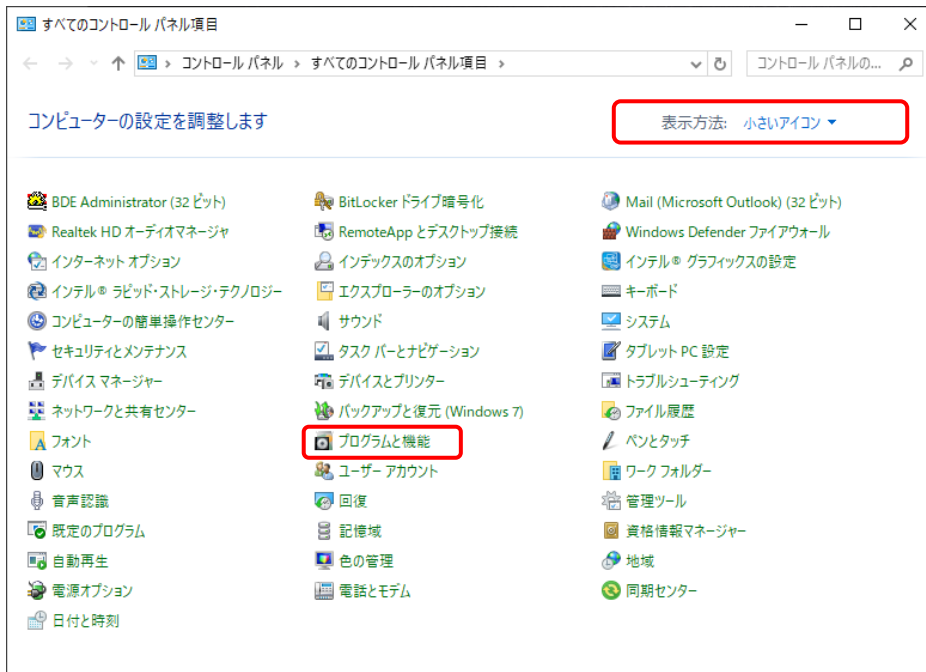 すべてのコントロール パネル項目
コントロール パネル › すべてのコントロール パネル項目 ›
コントロール パネルの...
コンピューターの設定を調整します
表示方法: 小さいアイコン
BDE Administrator (32 ビット)
BitLocker ドライブ暗号化
Mail (Microsoft Outlook) (32 ビット)
Realtek HD オーディオマネージャ
RemoteApp とデスクトップ接続
Windows Defender ファイアウォール
インターネット オプション
インデックスのオプション
インテル® グラフィックスの設定
インテル® ラピッド・ストレージ・テクノロジー
エクスプローラーのオプション
キーボード
コンピューターの簡単操作センター
サウンド
システム
セキュリティとメンテナンス
タスク バーとナビゲーション
タブレット PC 設定
デバイス マネージャー
デバイスとプリンター
トラブルシューティング
ネットワークと共有センター
バックアップと復元 (Windows 7)
ファイル履歴
フォント
プログラムと機能
ペンとタッチ
マウス
ユーザー アカウント
ワーク フォルダー
音声認識
回復
管理ツール
既定のプログラム
記憶域
資格情報マネージャー
自動再生
色の管理
地域
電源オプション
電話とモデム
同期センター
日付と時刻